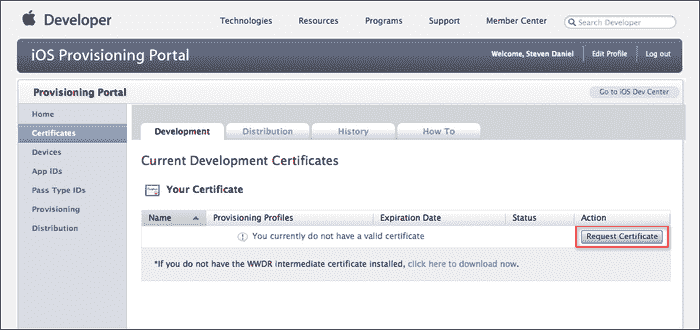 Developer
Technologies Resources Programs Support Member Center
Search Developer
iOS Provisioning Portal
Welcome, Steven Daniel Edit Profile Log out
Provisioning Portal
Go to iOS Dev Center
Home
Certificates
Devices
App IDs
Pass Type IDs
Provisioning
Distribution
Development Distribution History How To
Current Development Certificates
Your Certificate
Name Provisioning Profiles Expiration Date Status Action
You currently do not have a valid certificate
Request Certificate
*If you do not have the WWDR intermediate certificate installed, click here to download now.